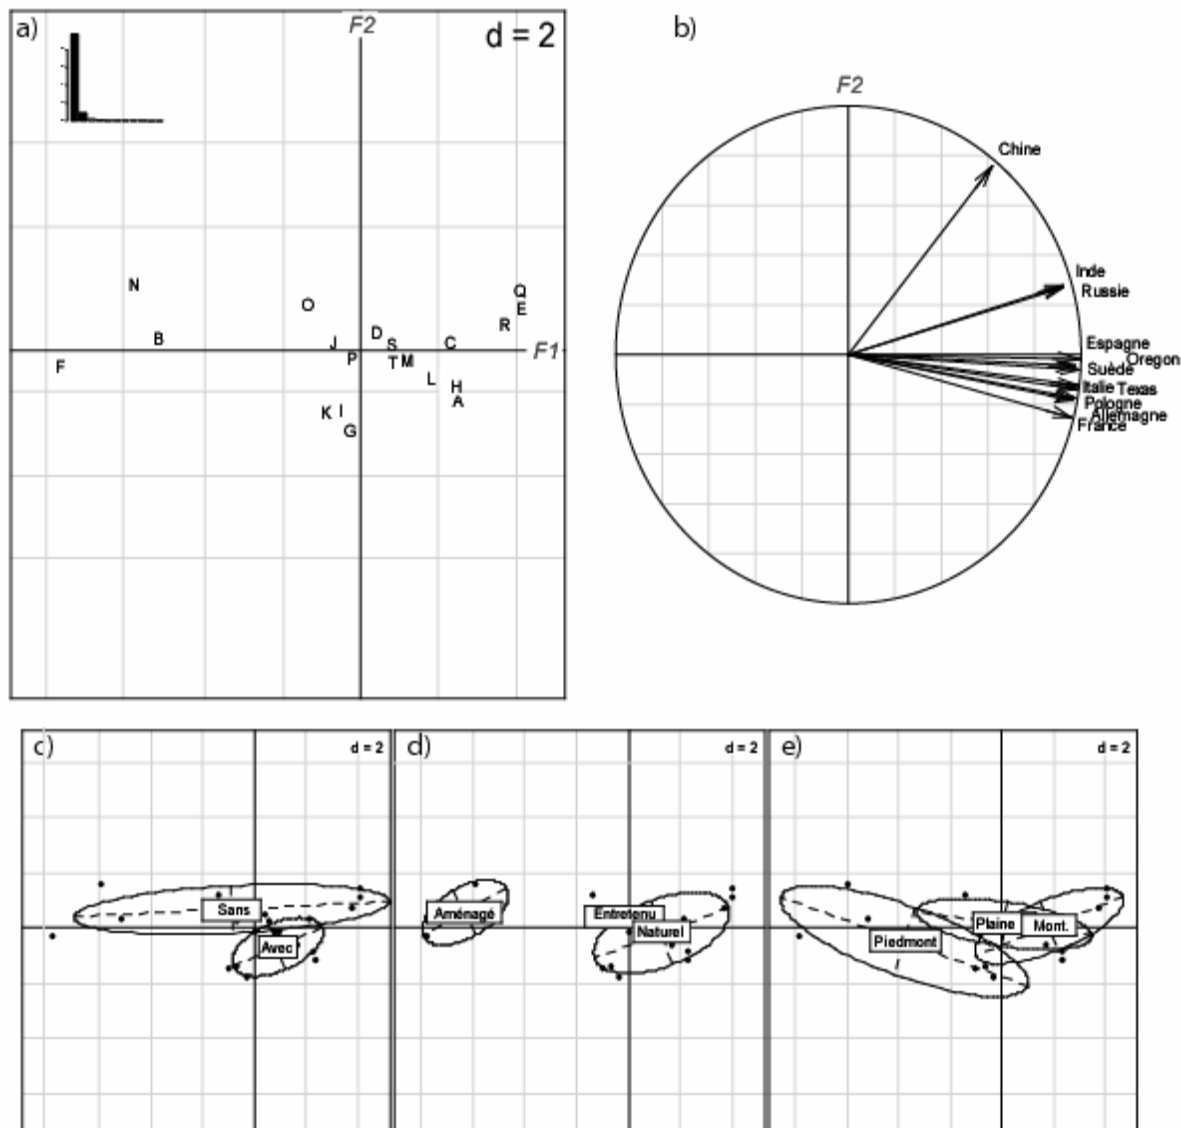 a)
F2
d = 2
N
O
Q
E
R
B
J
D
S
C
F1
P
F
T
M
L
H
A
K
I
G
b)
F2
Chine
Inde
Russie
Espagne
Oregon
Suède
Italie
Texas
Pologne
Allemagne
France
c)
d = 2
Sans
Avec
d)
d = 2
Aménagé
Entretenu
Naturel
e)
d = 2
Piedmont
Plaine
Mont.